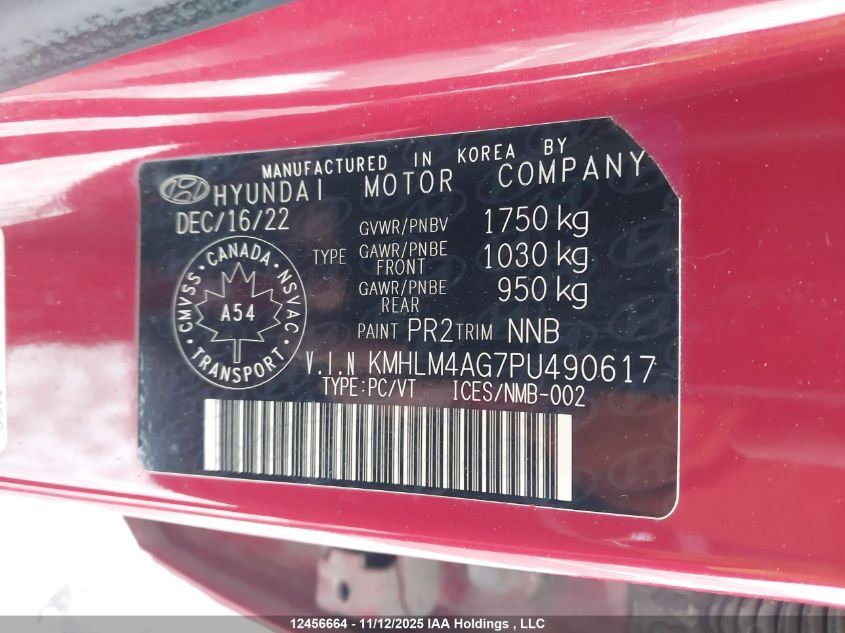 MANUFACTURED IN KOREA BY
HYUNDAI MOTOR COMPANY
DEC/16/22
GVWR/PNBV 1750 kg
TYPE GAWR/PNBE FRONT 1030 kg
GAWR/PNBE REAR 950 kg
CMVSS · CANADA · NSVAC · TRANSPORT ·
A54
PAINT PR2 TRIM NNB
V.I.N KMHLM4AG7PU490617
TYPE:PC/VT ICES/NMB-002
12456664 - 11/12/2025 IAA Holdings , LLC